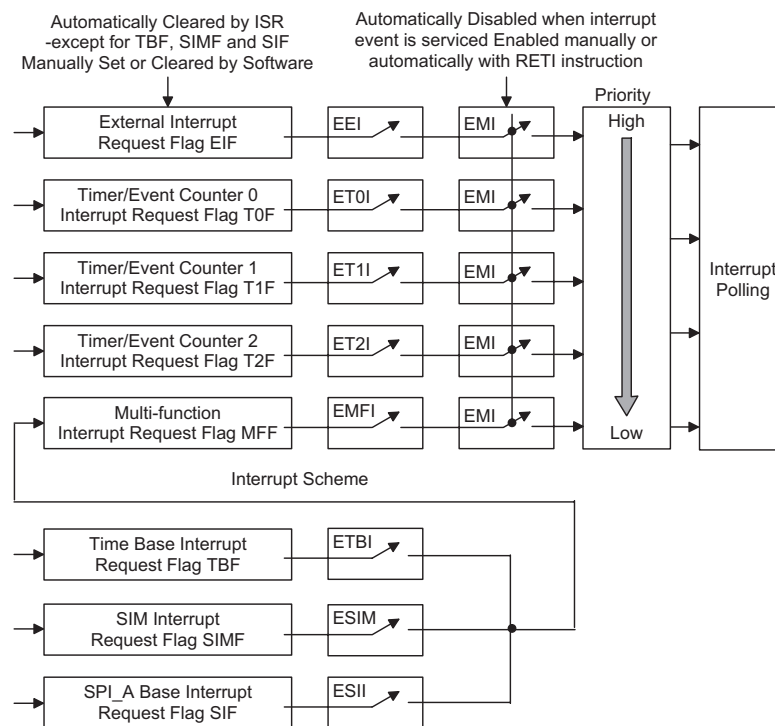 Automatically Cleared by ISR
-except for TBF, SIMF and SIF
Manually Set or Cleared by Software
Automatically Disabled when interrupt
event is serviced Enabled manually or
automatically with RETI instruction
Priority
External Interrupt
Request Flag EIF
EEI
EMI
High
Timer/Event Counter 0
Interrupt Request Flag T0F
ET0I
EMI
Timer/Event Counter 1
Interrupt Request Flag T1F
ET1I
EMI
Interrupt
Polling
Timer/Event Counter 2
Interrupt Request Flag T2F
ET2I
EMI
Multi-function
Interrupt Request Flag MFF
EMFI
EMI
Low
Interrupt Scheme
Time Base Interrupt
Request Flag TBF
ETBI
SIM Interrupt
Request Flag SIMF
ESIM
SPI_A Base Interrupt
Request Flag SIF
ESII